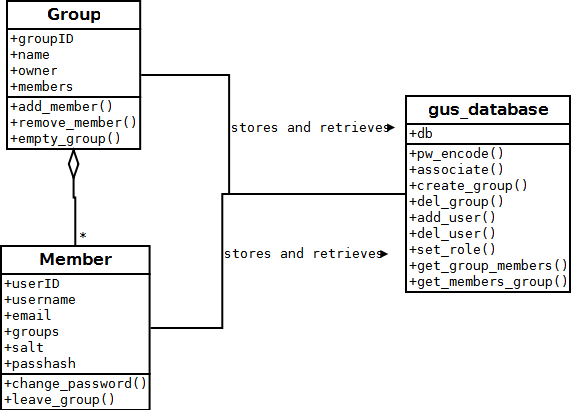 Group
+groupID
+name
+owner
+members
+add_member()
+remove_member()
+empty_group()
*
Member
+userID
+username
+email
+groups
+salt
+passhash
+change_password()
+leave_group()
stores and retrieves
stores and retrieves
gus_database
+db
+pw_encode()
+associate()
+create_group()
+del_group()
+add_user()
+del_user()
+set_role()
+get_group_members()
+get_members_group()